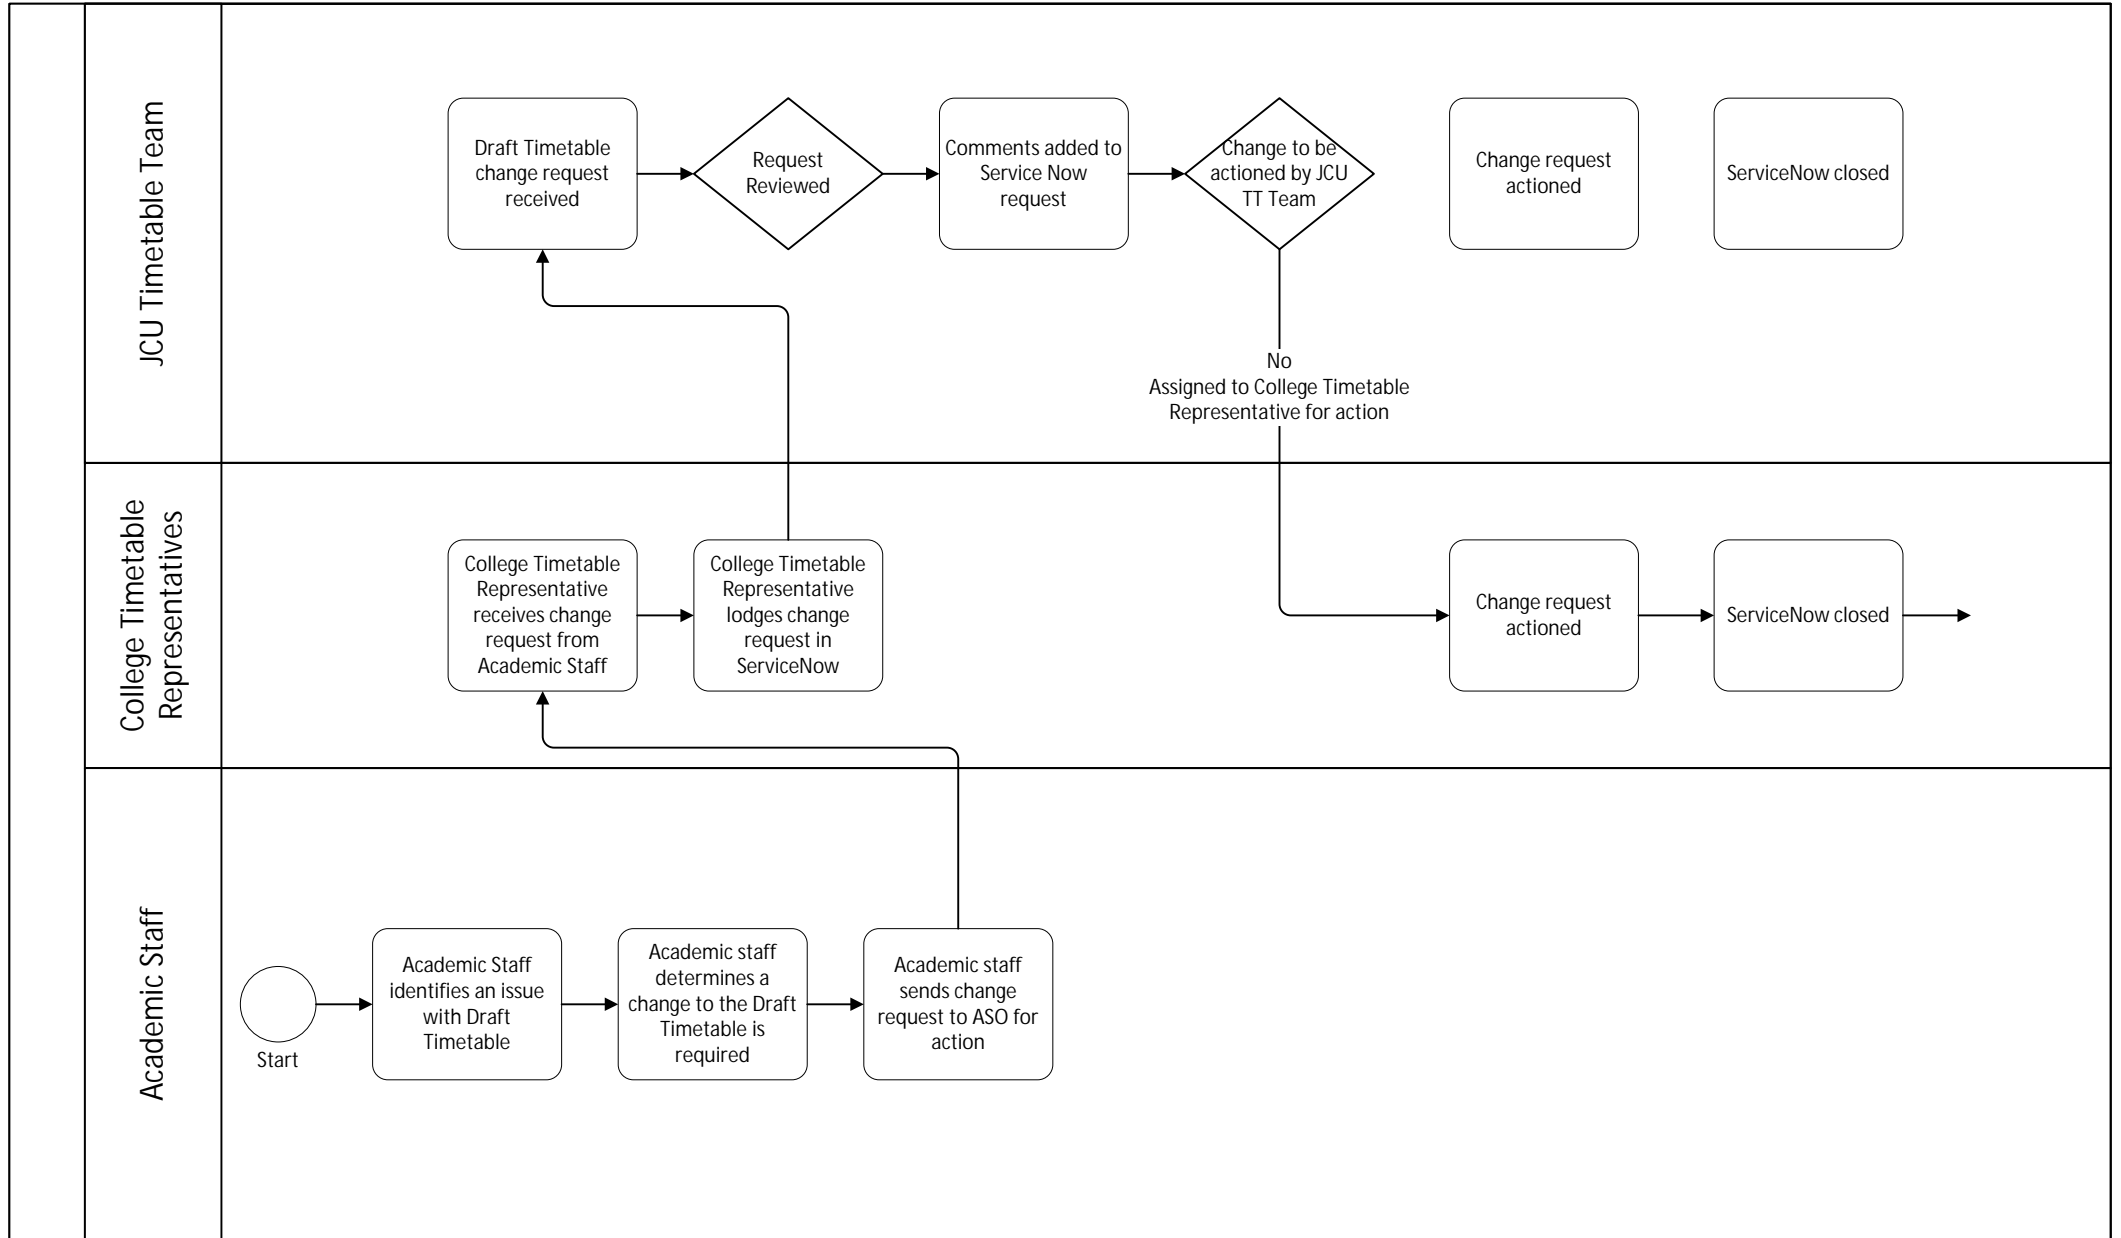 JCU Timetable Team
Draft Timetable
change request
received
Request
Reviewed
Comments added to
Service Now
request
Change to be
actioned by JCU
TT Team
Change request
actioned
ServiceNow closed
No
Assigned to College Timetable
Representative for action
College Timetable
Representatives
College Timetable
Representative
receives change
request from
Academic Staff
College Timetable
Representative
lodges change
request in
ServiceNow
Change request
actioned
ServiceNow closed
Academic Staff
Start
Academic Staff
identifies an issue
with Draft
Timetable
Academic staff
determines a
change to the Draft
Timetable is
required
Academic staff
sends change
request to ASO for
action